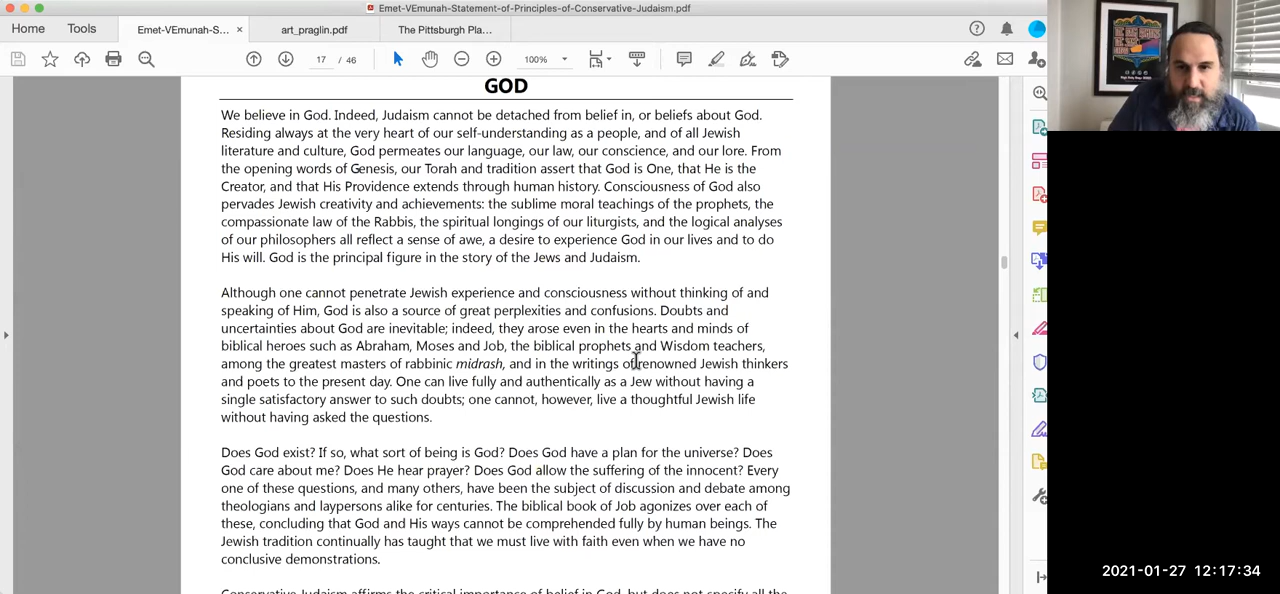 Emet-VEmunah-Statement-of-Principles-of-Conservative-Judaism.pdf
Home Tools Emet-VEmunah-S... × art_praglin.pdf The Pittsburgh Pla...
17 / 46 100%
GOD
We believe in God. Indeed, Judaism cannot be detached from belief in, or beliefs about God.
Residing always at the very heart of our self-understanding as a people, and of all Jewish
literature and culture, God permeates our language, our law, our conscience, and our lore. From
the opening words of Genesis, our Torah and tradition assert that God is One, that He is the
Creator, and that His Providence extends through human history. Consciousness of God also
pervades Jewish creativity and achievements: the sublime moral teachings of the prophets, the
compassionate law of the Rabbis, the spiritual longings of our liturgists, and the logical analyses
of our philosophers all reflect a sense of awe, a desire to experience God in our lives and to do
His will. God is the principal figure in the story of the Jews and Judaism.
Although one cannot penetrate Jewish experience and consciousness without thinking of and
speaking of Him, God is also a source of great perplexities and confusions. Doubts and
uncertainties about God are inevitable; indeed, they arose even in the hearts and minds of
biblical heroes such as Abraham, Moses and Job, the biblical prophets and Wisdom teachers,
among the greatest masters of rabbinic midrash, and in the writings of renowned Jewish thinkers
and poets to the present day. One can live fully and authentically as a Jew without having a
single satisfactory answer to such doubts; one cannot, however, live a thoughtful Jewish life
without having asked the questions.
Does God exist? If so, what sort of being is God? Does God have a plan for the universe? Does
God care about me? Does He hear prayer? Does God allow the suffering of the innocent? Every
one of these questions, and many others, have been the subject of discussion and debate among
theologians and laypersons alike for centuries. The biblical book of Job agonizes over each of
these, concluding that God and His ways cannot be comprehended fully by human beings. The
Jewish tradition continually has taught that we must live with faith even when we have no
conclusive demonstrations.
Conservative Judaism affirms the critical importance of belief in God, but does not specify all the
2021-01-27 12:17:34